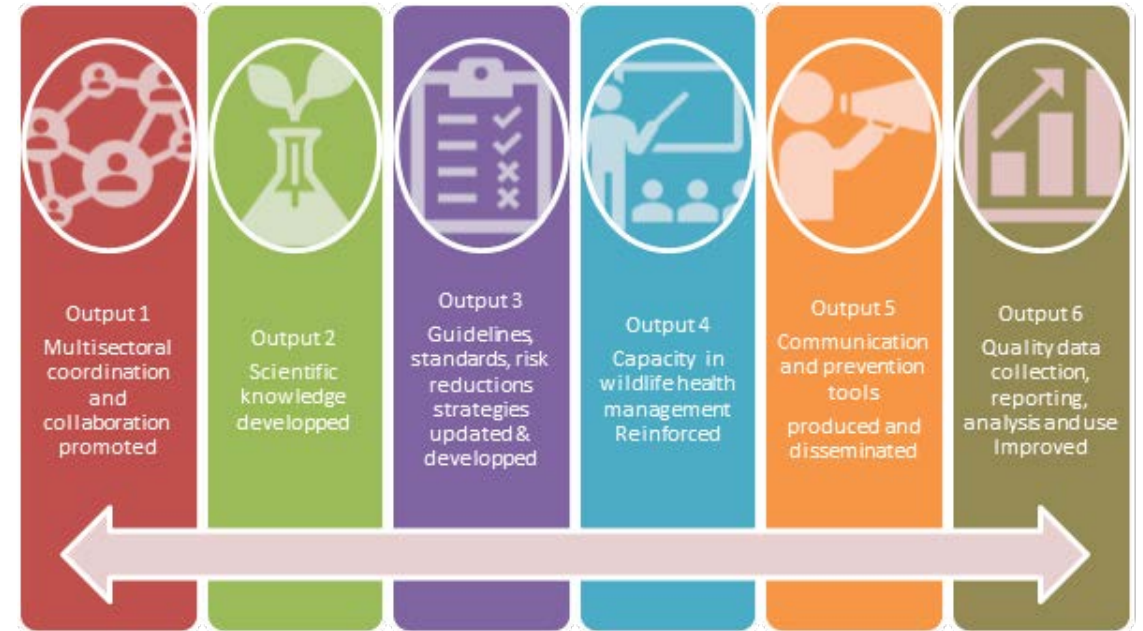 Output 1
Multisectoral
coordination
and
collaboration
promoted
Output 2
Scientific
knowledge
developped
Output 3
Guidelines,
standards, risk
reductions
strategies
updated &
developped
Output 4
Capacity in
wildlife health
management
Reinforced
Output 5
Communication
and prevention
tools
produced and
disseminated
Output 6
Quality data
collection,
reporting,
analysis and use
Improved